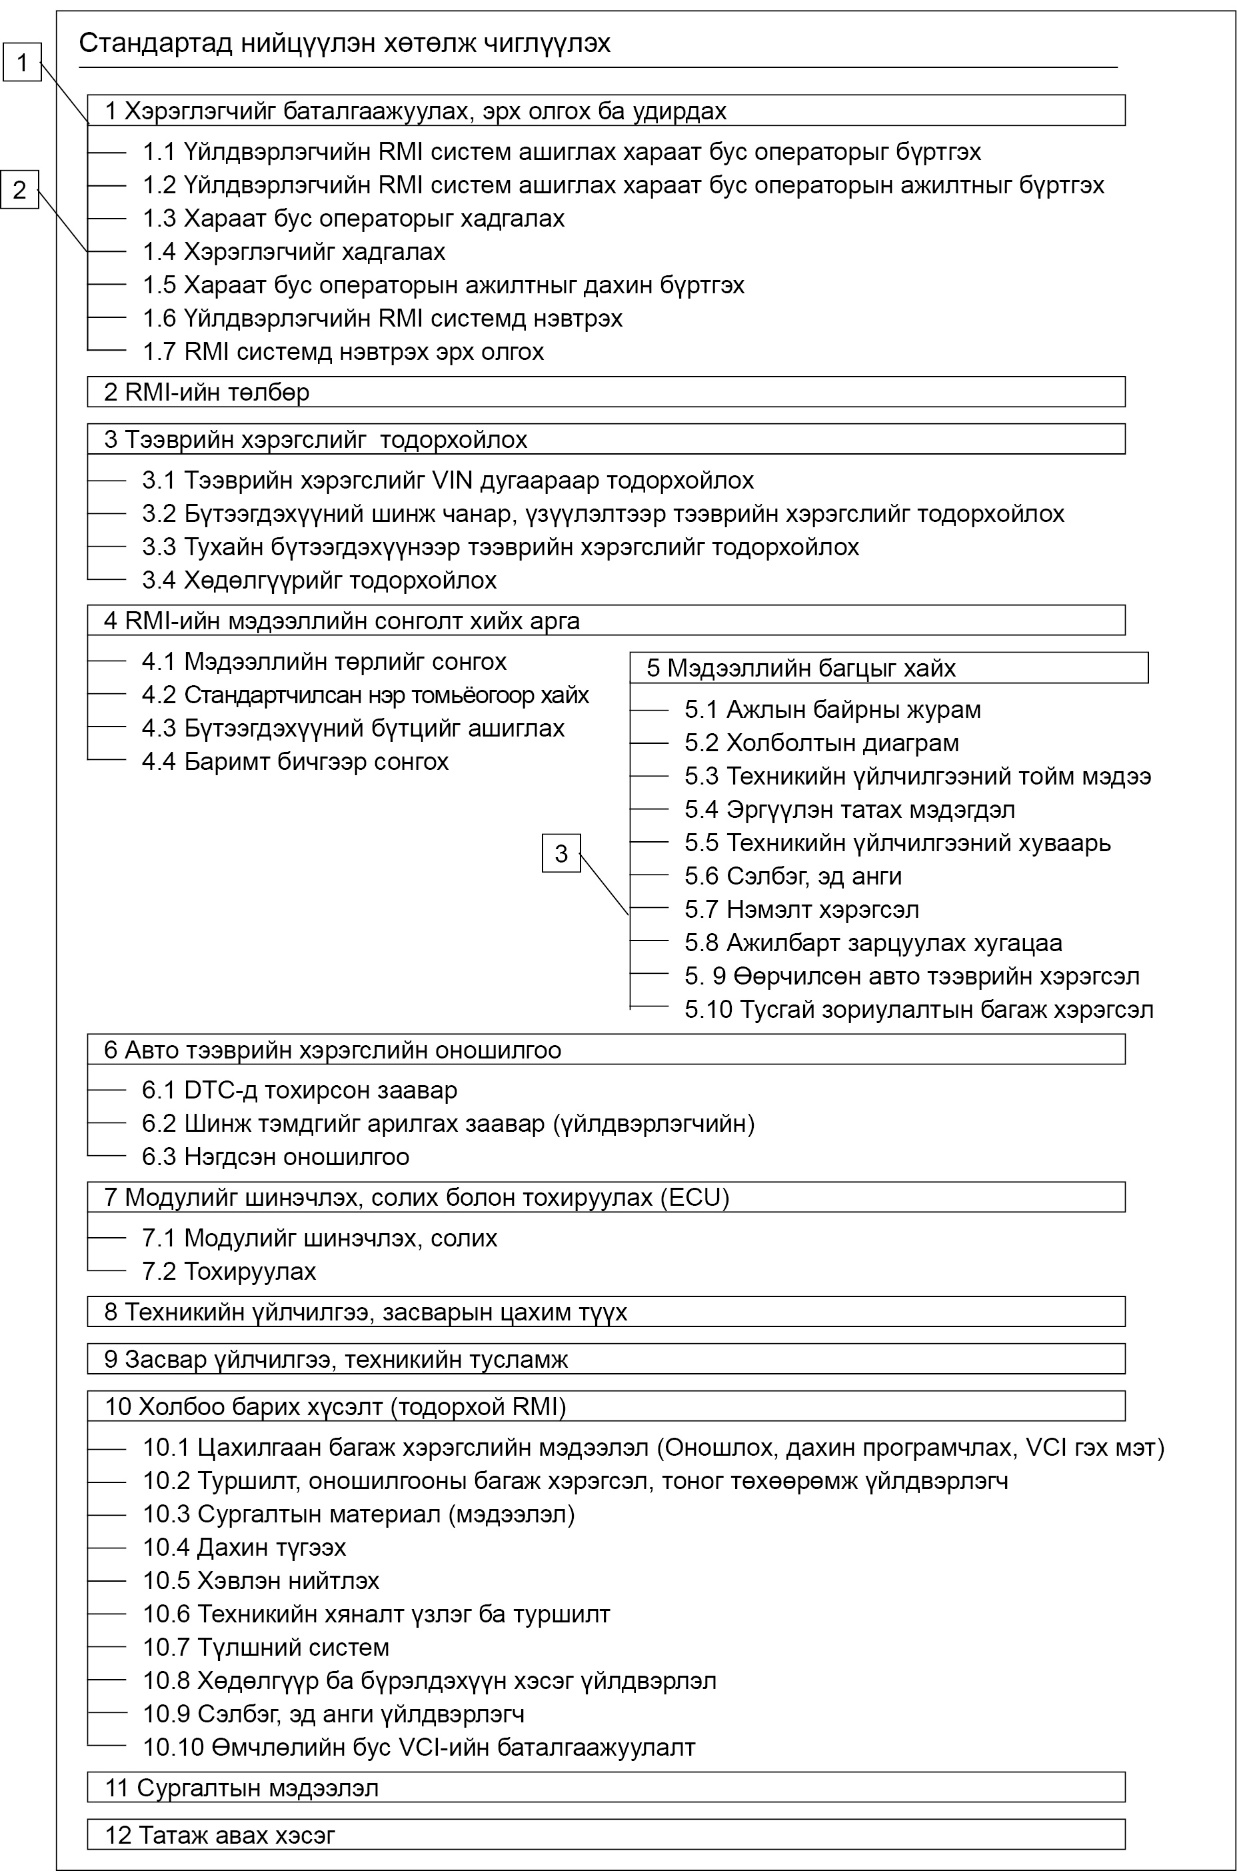 Стандартад нийцүүлэн хөтөлж чиглүүлэх
1
1 Хэрэглэгчийг баталгаажуулах, эрх олгох ба удирдах
1.1 Үйлдвэрлэгчийн RMI систем ашиглах хараат бус операторыг бүртгэх
2
1.2 Үйлдвэрлэгчийн RMI систем ашиглах хараат бус операторын ажилтныг бүртгэх
1.3 Хараат бус операторыг хадгалах
1.4 Хэрэглэгчийг хадгалах
1.5 Хараат бус операторын ажилтныг дахин бүртгэх
1.6 Үйлдвэрлэгчийн RMI системд нэвтрэх
1.7 RMI системд нэвтрэх эрх олгох
2 RMI-ийн төлбөр
3 Тээврийн хэрэгслийг тодорхойлох
3.1 Тээврийн хэрэгслийг VIN дугаараар тодорхойлох
3.2 Бүтээгдэхүүний шинж чанар, үзүүлэлтээр тээврийн хэрэгслийг тодорхойлох
3.3 Тухайн бүтээгдэхүүнээр тээврийн хэрэгслийг тодорхойлох
3.4 Хөдөлгүүрийг тодорхойлох
4 RMI-ийн мэдээллийн сонголт хийх арга
4.1 Мэдээллийн төрлийг сонгох
4.2 Стандартчилсан нэр томьёогоор хайх
4.3 Бүтээгдэхүүний бүтцийг ашиглах
4.4 Баримт бичгээр сонгох
5 Мэдээллийн багцыг хайх
5.1 Ажлын байрны журам
5.2 Холболтын диаграм
5.3 Техникийн үйлчилгээний тойм мэдээ
5.4 Эргүүлэн татах мэдэгдэл
5.5 Техникийн үйлчилгээний хуваарь
3
5.6 Сэлбэг, эд анги
5.7 Нэмэлт хэрэгсэл
5.8 Ажилбарт зарцуулах хугацаа
5. 9 Өөрчилсөн авто тээврийн хэрэгсэл
5.10 Тусгай зориулалтын багаж хэрэгсэл
6 Авто тээврийн хэрэгслийн оношилгоо
6.1 DTC-д тохирсон заавар
6.2 Шинж тэмдгийг арилгах заавар (үйлдвэрлэгчийн)
6.3 Нэгдсэн оношилгоо
7 Модулийг шинэчлэх, солих болон тохируулах (ECU)
7.1 Модулийг шинэчлэх, солих
7.2 Тохируулах
8 Техникийн үйлчилгээ, засварын цахим түүх
9 Засвар үйлчилгээ, техникийн тусламж
10 Холбоо барих хүсэлт (тодорхой RMI)
10.1 Цахилгаан багаж хэрэгслийн мэдээлэл (Оношлох, дахин програмчлах, VCI гэх мэт)
10.2 Туршилт, оношилгооны багаж хэрэгсэл, тоног төхөөрөмж үйлдвэрлэгч
10.3 Сургалтын материал (мэдээлэл)
10.4 Дахин түгээх
10.5 Хэвлэн нийтлэх
10.6 Техникийн хяналт үзлэг ба туршилт
10.7 Түлшний систем
10.8 Хөдөлгүүр ба бүрэлдэхүүн хэсэг үйлдвэрлэл
10.9 Сэлбэг, эд анги үйлдвэрлэгч
10.10 Өмчлөлийн бус VCI-ийн баталгаажуулалт
11 Сургалтын мэдээлэл
12 Татаж авах хэсэг